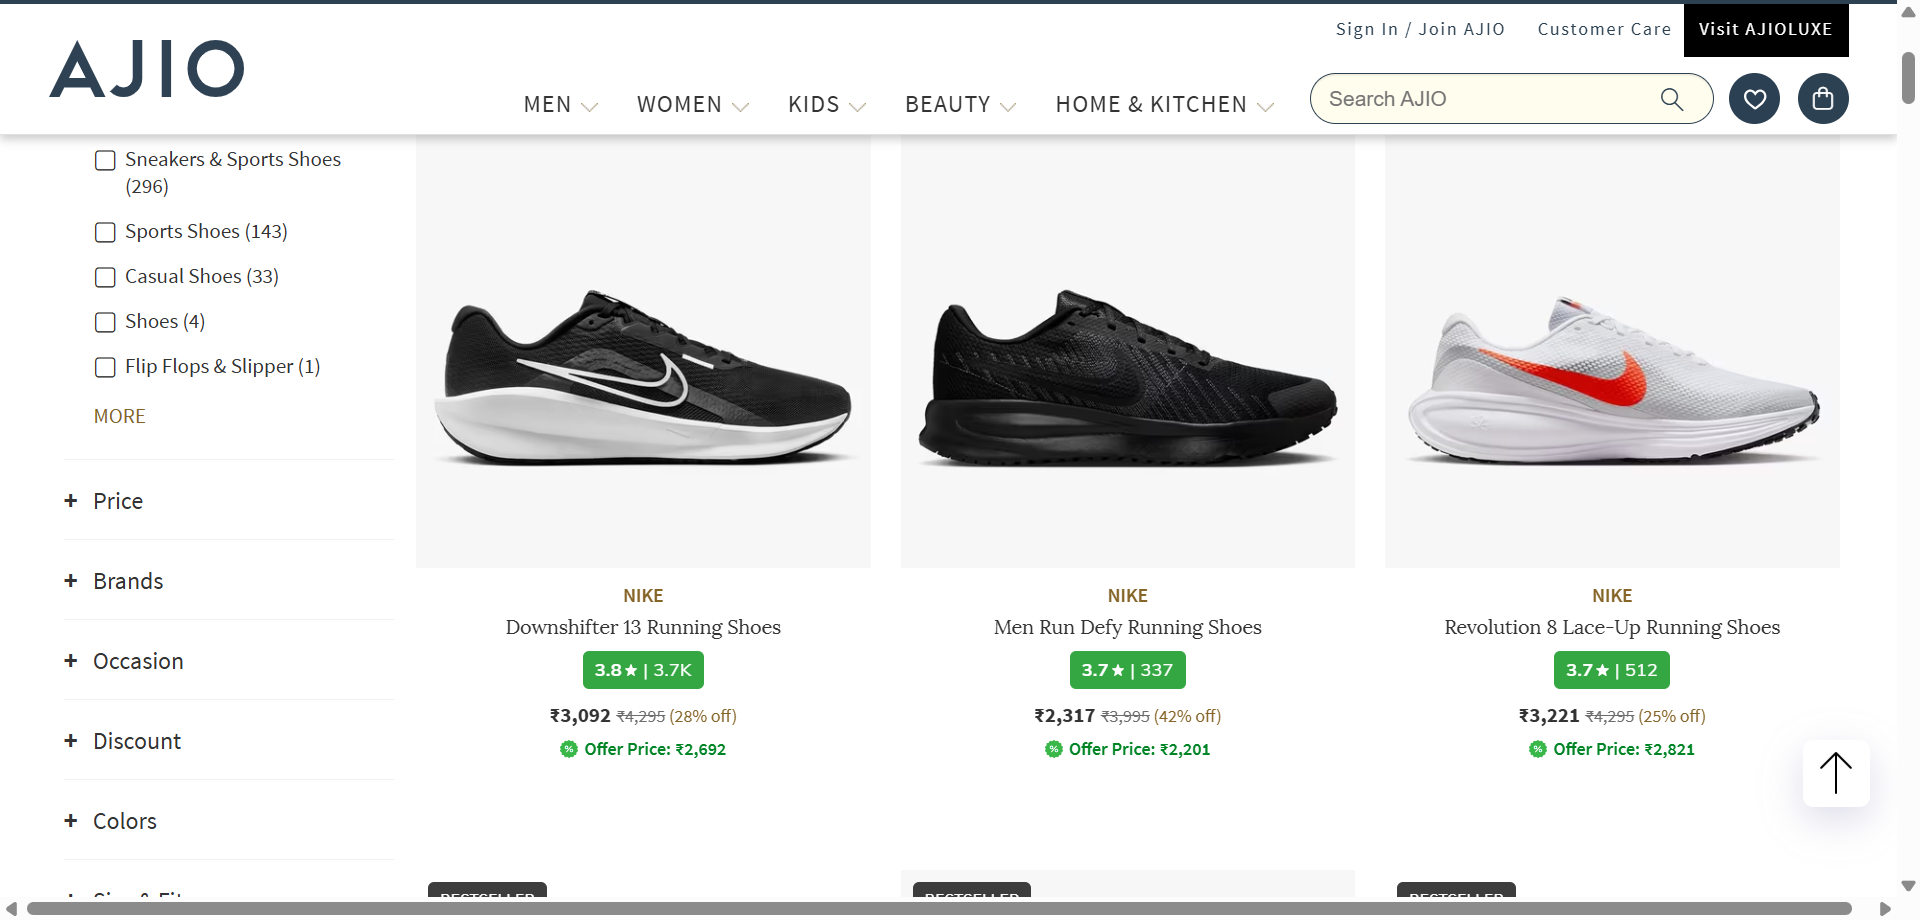 Sign In / Join AJIO
Customer Care
Visit AJIOLUXE
AJIO
MEN
WOMEN
KIDS
BEAUTY
HOME & KITCHEN
Search AJIO
Sneakers & Sports Shoes
(296)
Sports Shoes (143)
Casual Shoes (33)
Shoes (4)
Flip Flops & Slipper (1)
MORE
+ Price
+ Brands
+ Occasion
+ Discount
+ Colors
NIKE
Downshifter 13 Running Shoes
3.8★ | 3.7K
₹3,092 ₹4,295 (28% off)
% Offer Price: ₹2,692
NIKE
Men Run Defy Running Shoes
3.7★ | 337
₹2,317 ₹3,995 (42% off)
% Offer Price: ₹2,201
NIKE
Revolution 8 Lace-Up Running Shoes
3.7★ | 512
₹3,221 ₹4,295 (25% off)
% Offer Price: ₹2,821
BESTSELLER
BESTSELLER
BESTSELLER